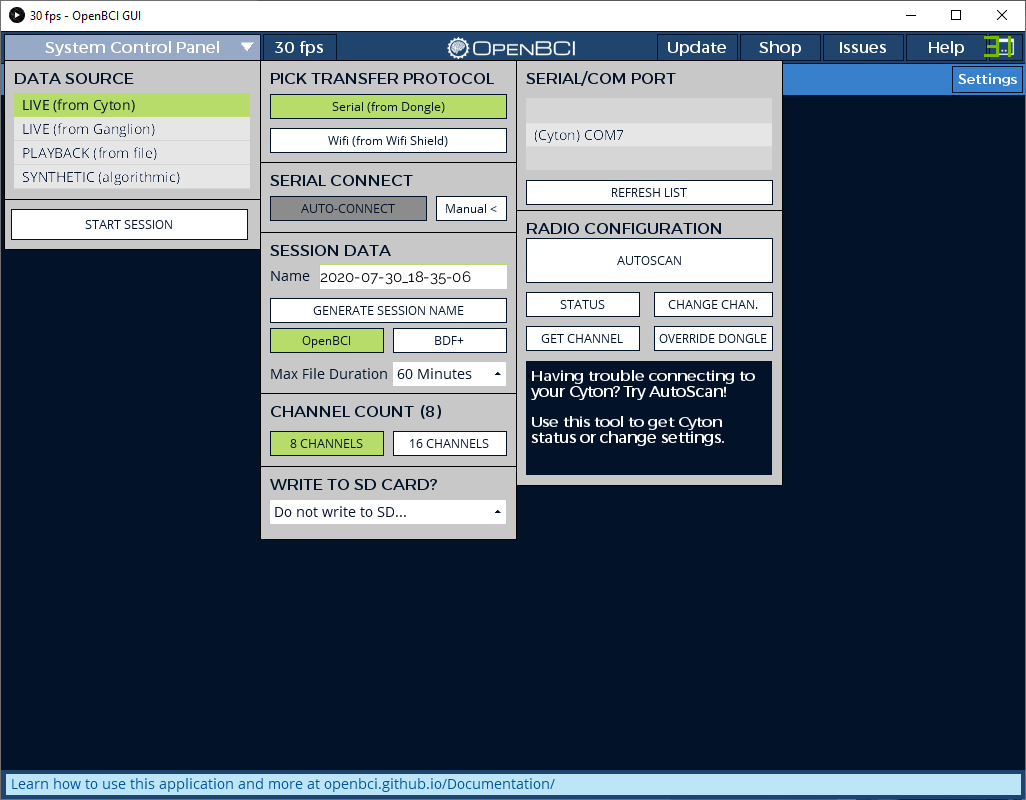 30 fps - OpenBCI GUI
System Control Panel
30 fps
OpenBCI
Update
Shop
Issues
Help
31
Settings
DATA SOURCE
LIVE (from Cyton)
LIVE (from Ganglion)
PLAYBACK (from file)
SYNTHETIC (algorithmic)
START SESSION
PICK TRANSFER PROTOCOL
Serial (from Dongle)
Wifi (from Wifi Shield)
SERIAL CONNECT
AUTO-CONNECT
Manual <
SESSION DATA
Name 2020-07-30_18-35-06
GENERATE SESSION NAME
OpenBCI
BDF+
Max File Duration 60 Minutes
CHANNEL COUNT (8)
8 CHANNELS
16 CHANNELS
WRITE TO SD CARD?
Do not write to SD...
SERIAL/COM PORT
(Cyton) COM7
REFRESH LIST
RADIO CONFIGURATION
AUTOSCAN
STATUS
CHANGE CHAN.
GET CHANNEL
OVERRIDE DONGLE
Having trouble connecting to
your Cyton? Try AutoScan!
Use this tool to get Cyton
status or change settings.
Learn how to use this application and more at openbci.github.io/Documentation/